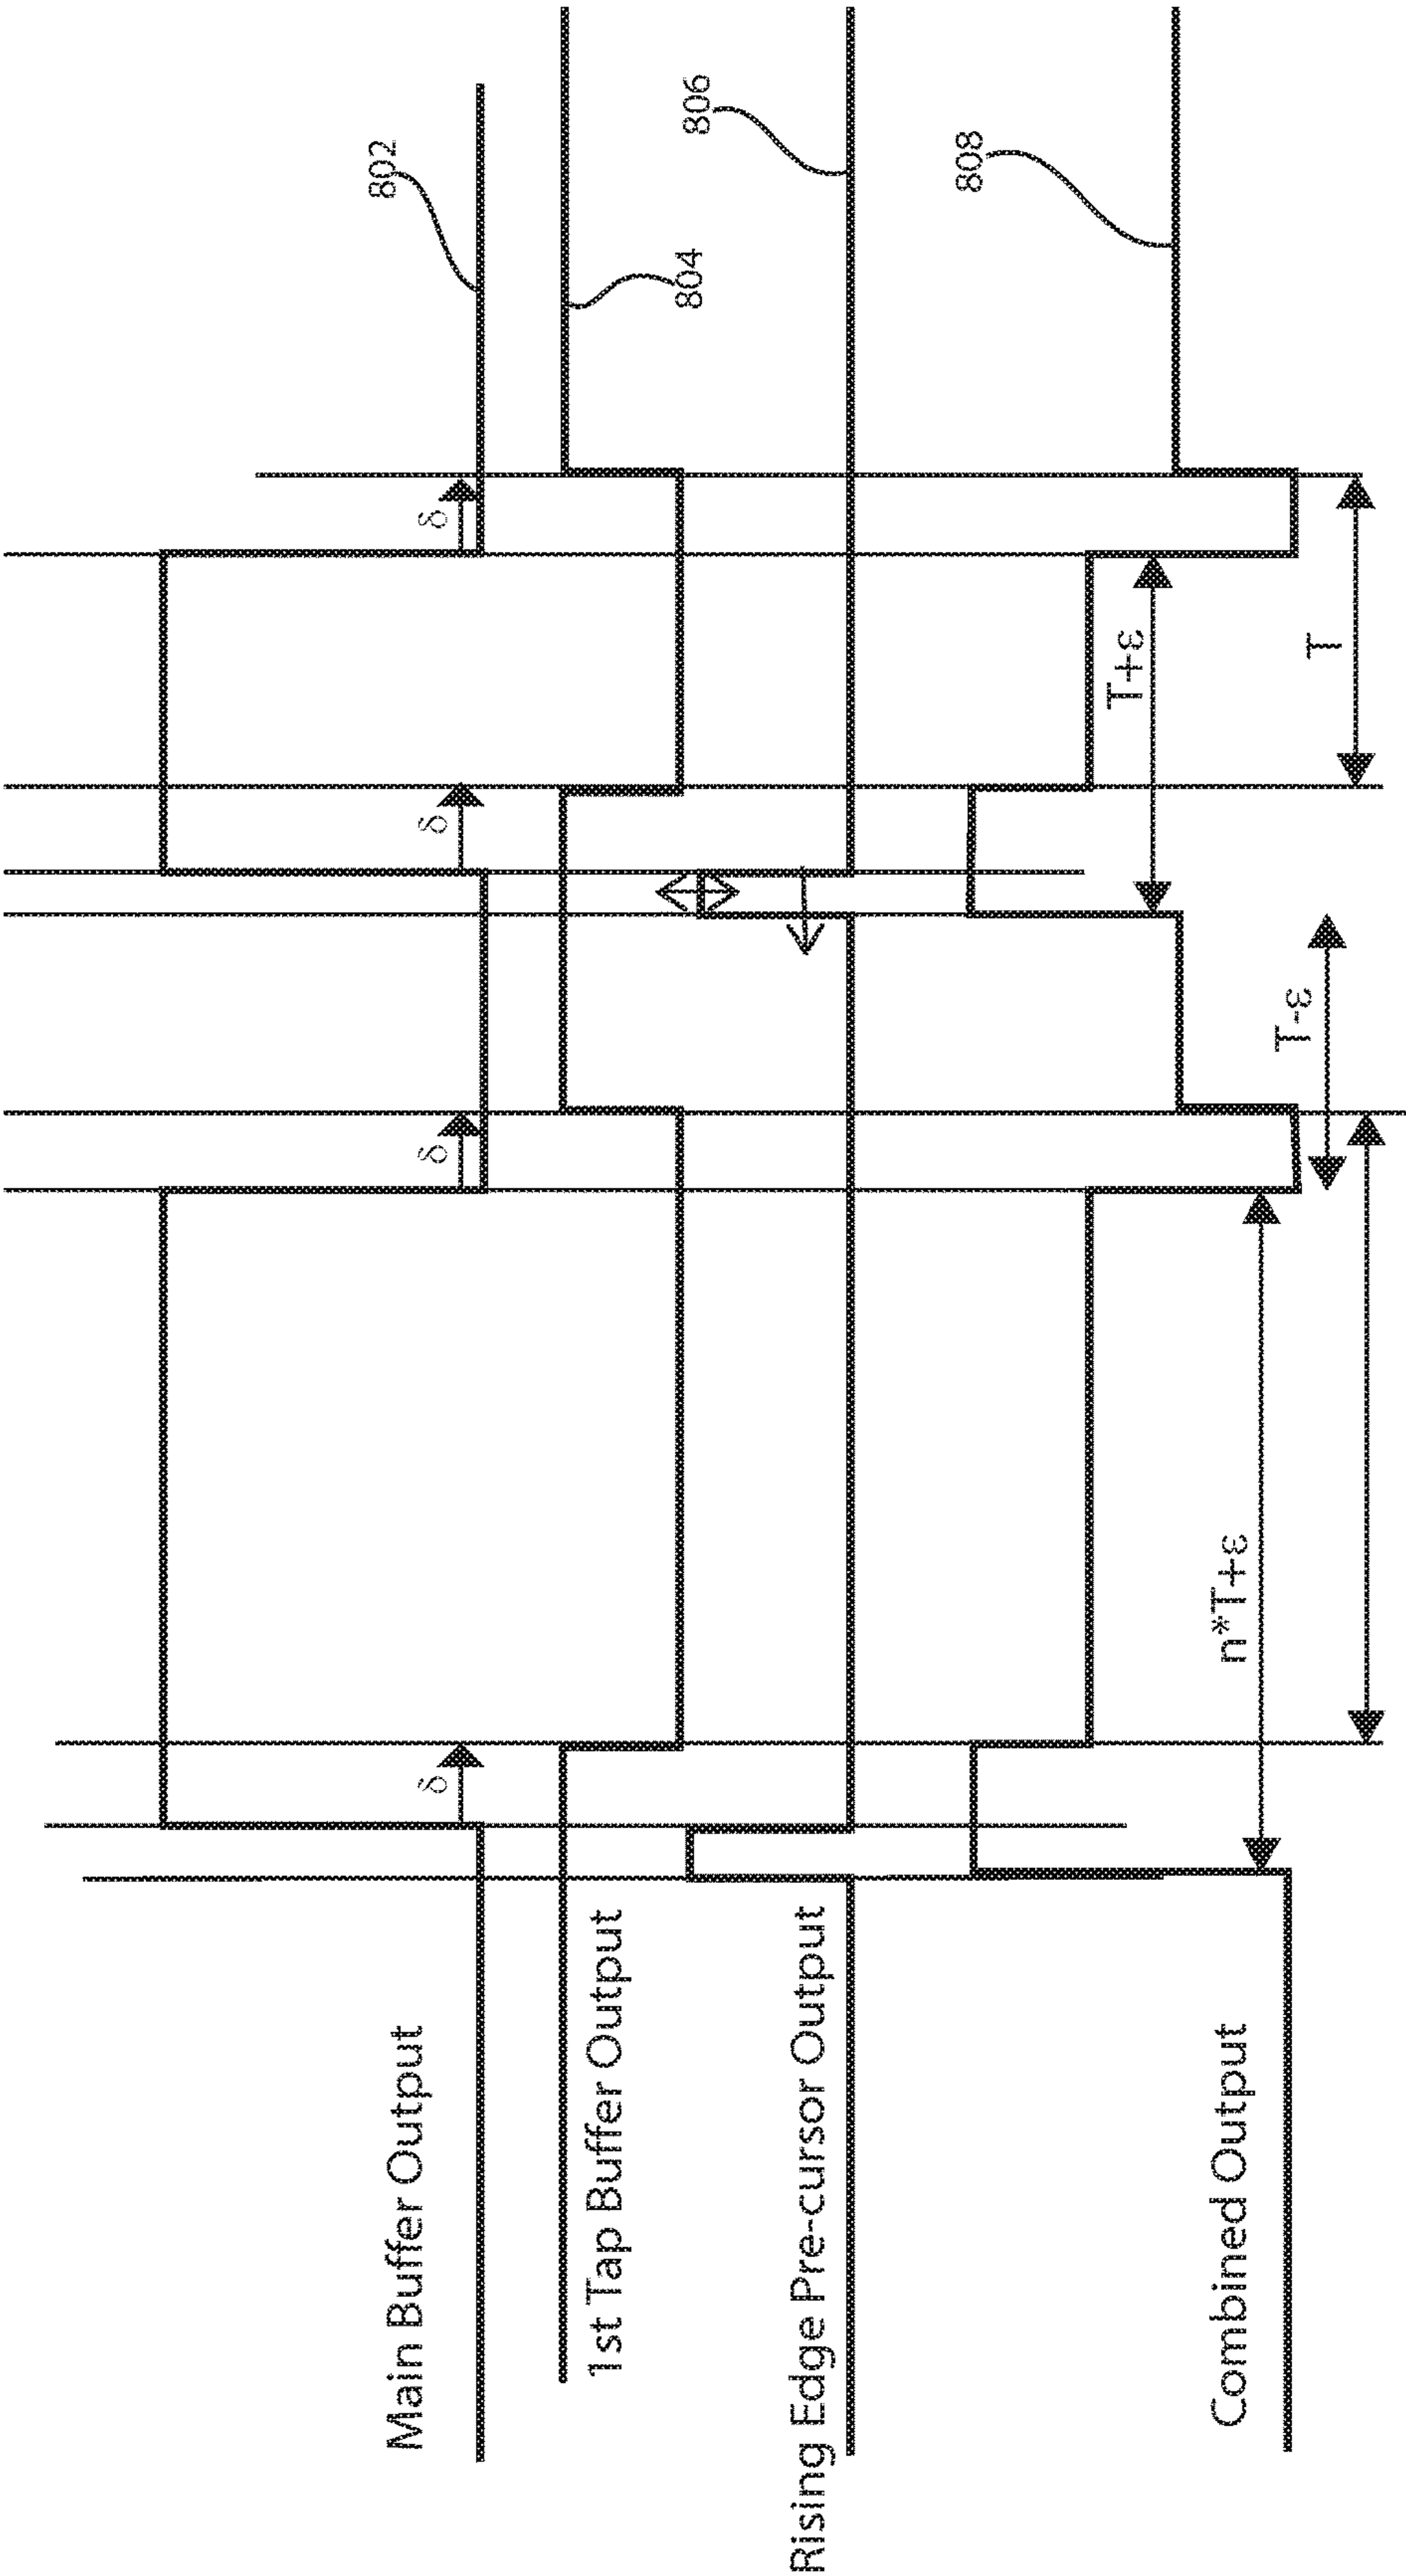 Main Buffer Output
δ
δ
δ
δ
802
1st Tap Buffer Output
804
Rising Edge Pre-cursor Output
806
Combined Output
808
n*T+ε
T-ε
T+ε
T